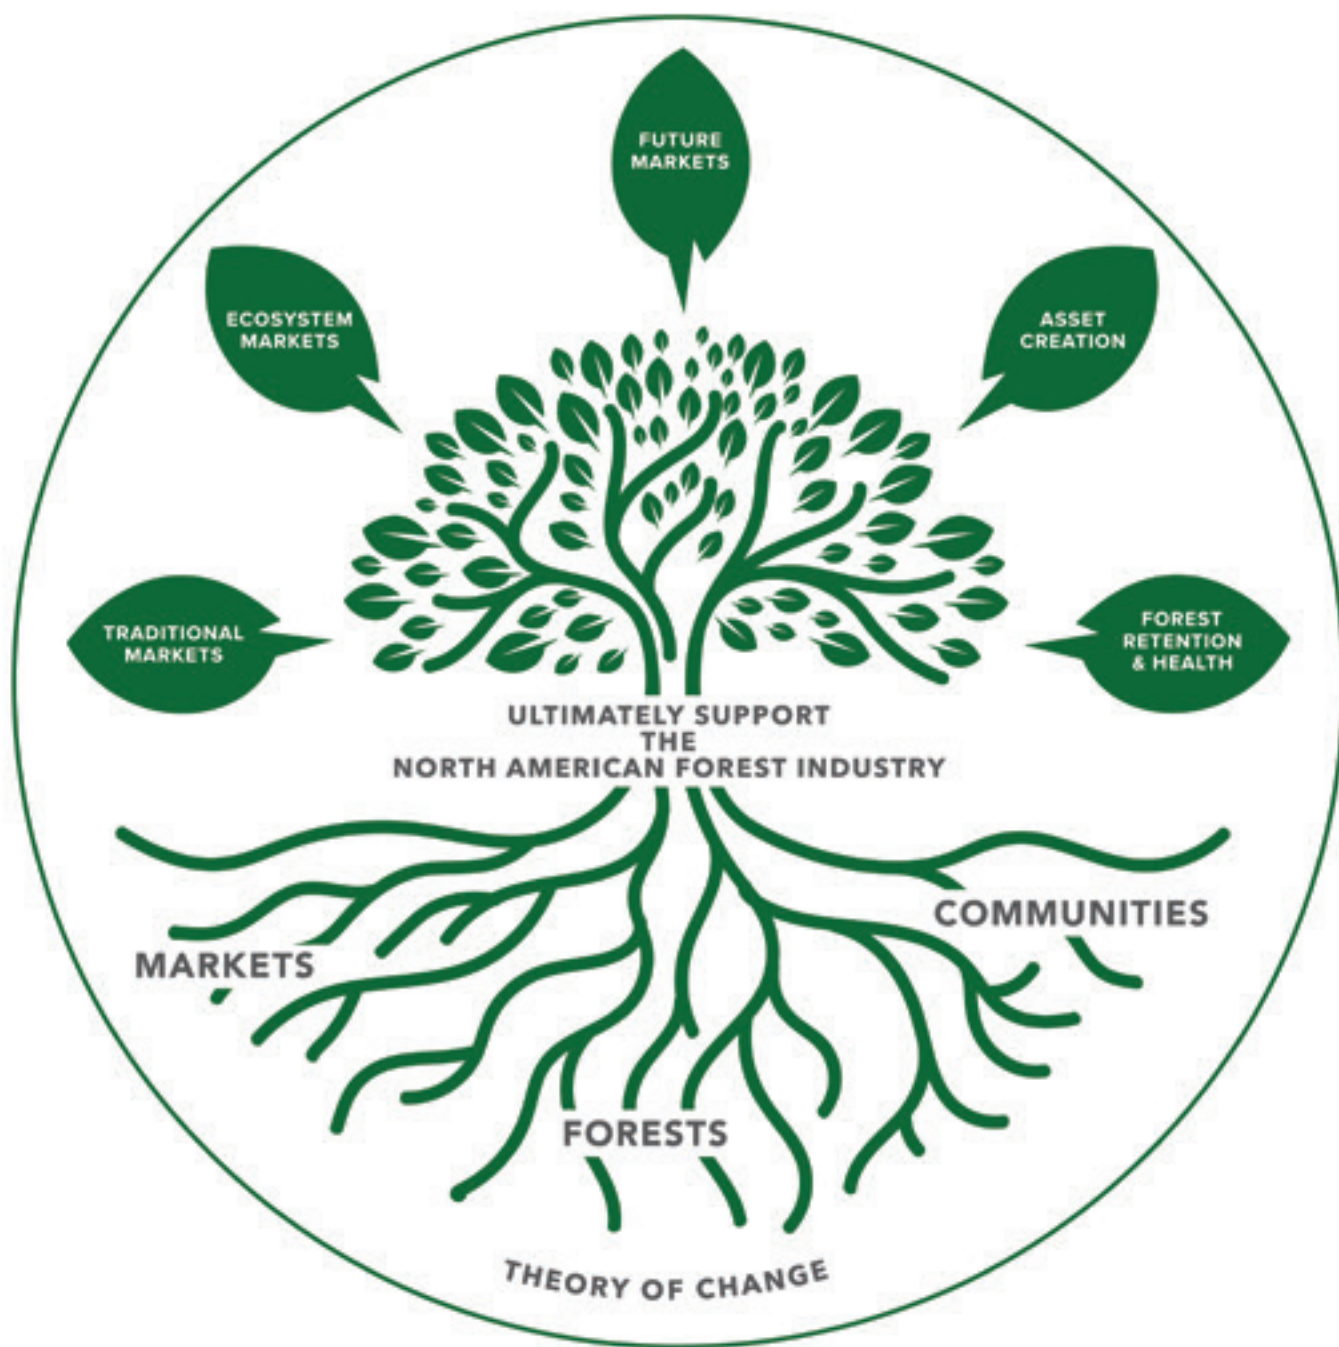 FUTURE
MARKETS
ECOSYSTEM
MARKETS
ASSET
CREATION
TRADITIONAL
MARKETS
FOREST
RETENTION
& HEALTH
ULTIMATELY SUPPORT
THE
NORTH AMERICAN FOREST INDUSTRY
COMMUNITIES
MARKETS
FORESTS
THEORY OF CHANGE